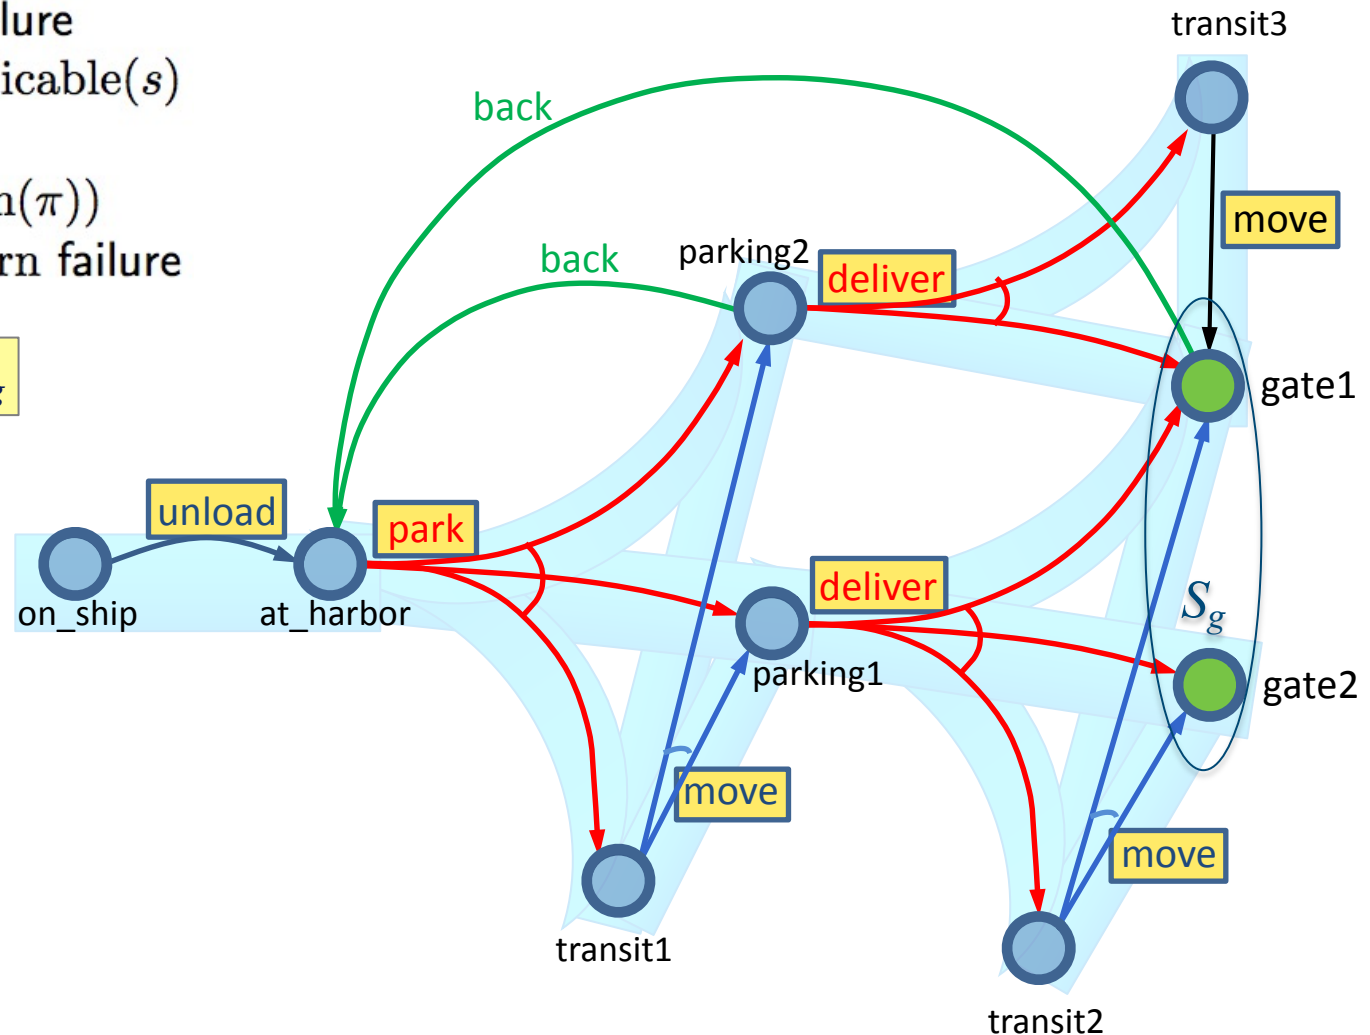 lure
icable(s)
n(π))
rn failure
g
transit3
back
move
parking2
back
deliver
gate1
unload
park
deliver
on_ship
at_harbor
S_g
parking1
gate2
move
move
transit1
transit2